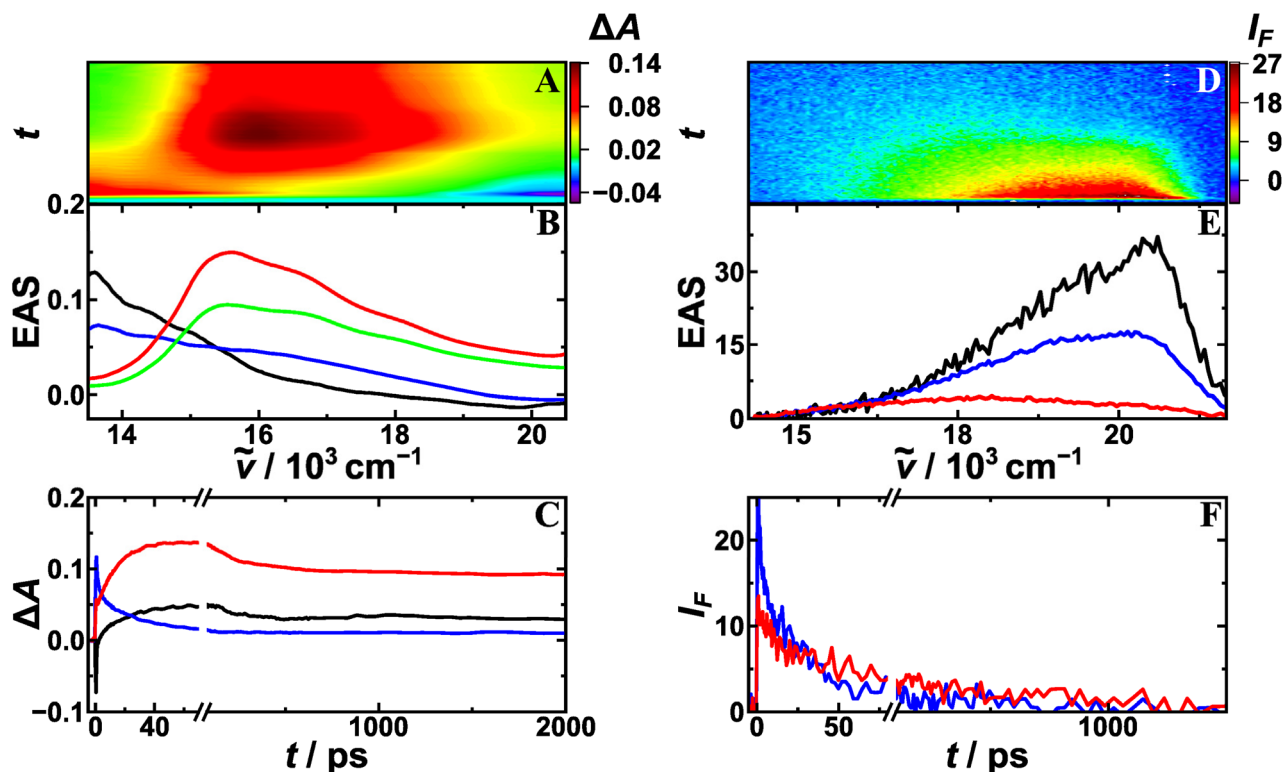 ΔA
A
t
0.14
0.08
0.02
−0.04
B
EAS
0.2
0.1
0.0
14 16 18 20
ṽ / 10³ cm⁻¹
C
ΔA
0.2
0.1
0.0
−0.1
0 40 1000 2000
t / ps
I_F
D
t
27
18
9
0
E
EAS
30
15
0
15 18 20
ṽ / 10³ cm⁻¹
F
I_F
20
10
0
0 25 50 1000
t / ps